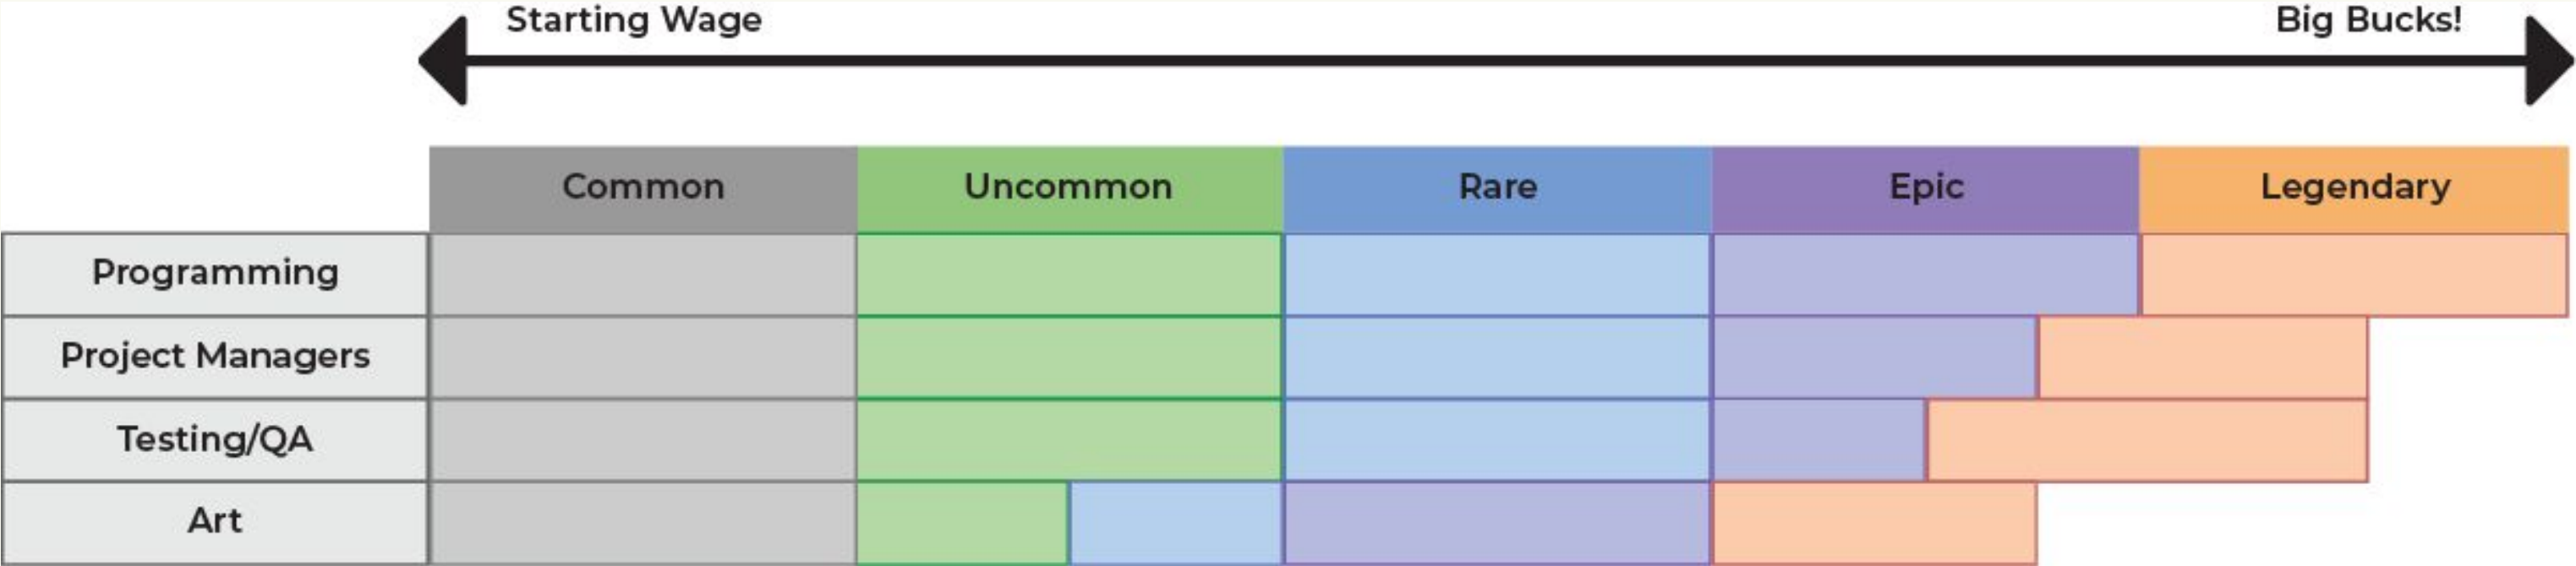 Starting Wage
Big Bucks!
Common
Uncommon
Rare
Epic
Legendary
Programming
Project Managers
Testing/QA
Art